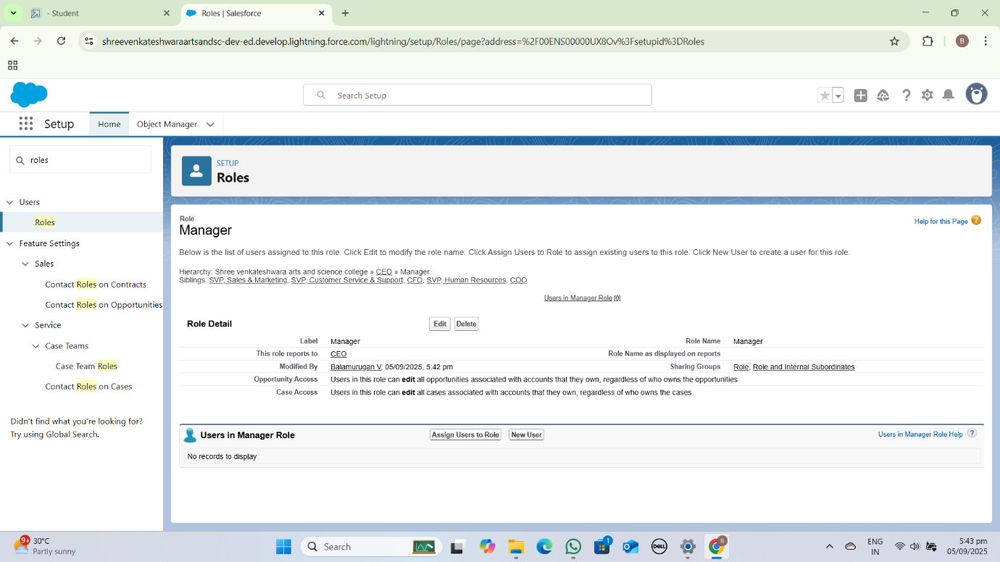 - Student
Roles | Salesforce
shreevenkateshwaraartsandsc-dev-ed.develop.lightning.force.com/lightning/setup/Roles/page?address=%2F00ENS00000UX8Ov%3Fsetupid%3DRoles
B
Search Setup
Setup
Home
Object Manager
roles
Users
Roles
Feature Settings
Sales
Contact Roles on Contracts
Contact Roles on Opportunities
Service
Case Teams
Case Team Roles
Contact Roles on Cases
Didn't find what you're looking for?
Try using Global Search.
SETUP
Roles
Role
Manager
Help for this Page
Below is the list of users assigned to this role. Click Edit to modify the role name. Click Assign Users to Role to assign existing users to this role. Click New User to create a user for this role.
Hierarchy: Shree venkateshwara arts and science college » CEO » Manager
Siblings: SVP, Sales & Marketing, SVP, Customer Service & Support, CFO, SVP, Human Resources, COO
Users in Manager Role [0]
Role Detail
Edit
Delete
Label Manager Role Name Manager
This role reports to CEO Role Name as displayed on reports
Modified By Balamurugan V, 05/09/2025, 5:42 pm Sharing Groups Role, Role and Internal Subordinates
Opportunity Access Users in this role can edit all opportunities associated with accounts that they own, regardless of who owns the opportunities
Case Access Users in this role can edit all cases associated with accounts that they own, regardless of who owns the cases
Users in Manager Role
Assign Users to Role
New User
Users in Manager Role Help
No records to display
9+
30°C
Partly sunny
Search
1
DELL
B
ENG
IN
5:43 pm
05/09/2025